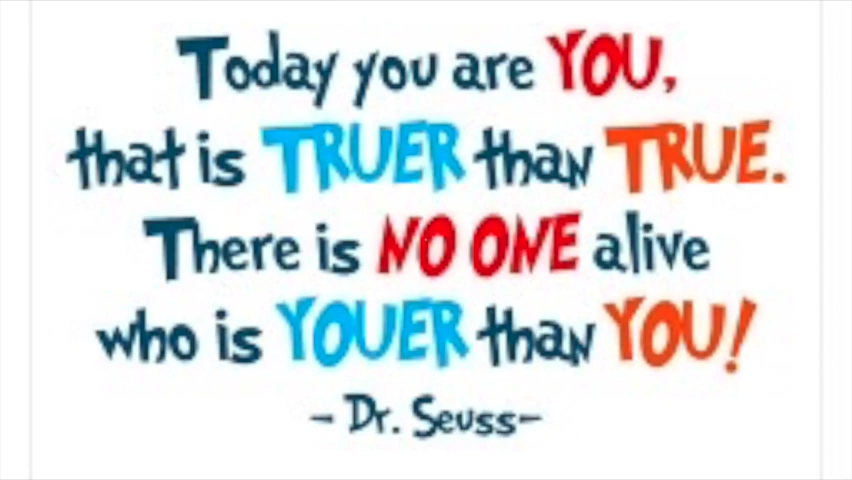 Today you are YOU,
that is TRUER than TRUE.
There is NO ONE alive
who is YOUER than YOU!
- Dr. Seuss-